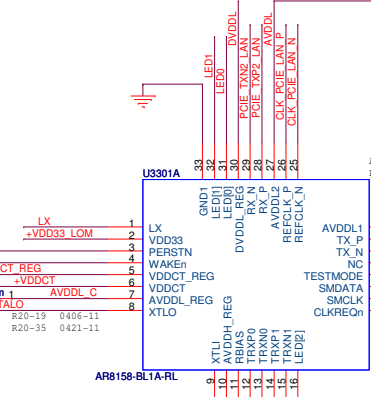 LED1
LED0
DVDDL
PCIE_TXN2_LAN
PCIE_TXP2_LAN
AVDDL
CLK_PCIE_LAN_P
CLK_PCIE_LAN_N
33
32
31
30
29
28
27
26
25
U3301A
GND1
LED[1]
LED[0]
DVDDL_REG
RX_N
RX_P
AVDDL2
REFCLK_P
REFCLK_N
LX 1 LX
+VDD33_LOM 2 VDD33
3 PERSTN
4 WAKEn
CT_REG 5 VDDCT_REG
+VDDCT 6 VDDCT
1 AVDDL_C 7 AVDDL_REG
TALO 8 XTLO
R20-19 0406-11
R20-35 0421-11
AVDDL1
TX_P
TX_N
NC
TESTMODE
SMDATA
SMCLK
CLKREQn
XTLI
AVDDH_REG
RBIAS
TRXP0
TRXN0
TRXP1
TRXN1
LED[2]
9
10
11
12
13
14
15
16
AR8158-BL1A-RL